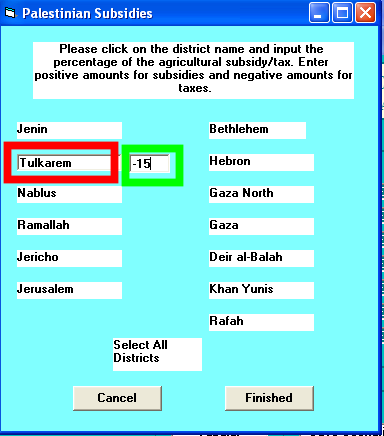 Palestinian Subsidies
Please click on the district name and input the
percentage of the agricultural subsidy/tax. Enter
positive amounts for subsidies and negative amounts for
taxes.
Jenin
Tulkarem
-15
Nablus
Ramallah
Jericho
Jerusalem
Bethlehem
Hebron
Gaza North
Gaza
Deir al-Balah
Khan Yunis
Rafah
Select All
Districts
Cancel
Finished